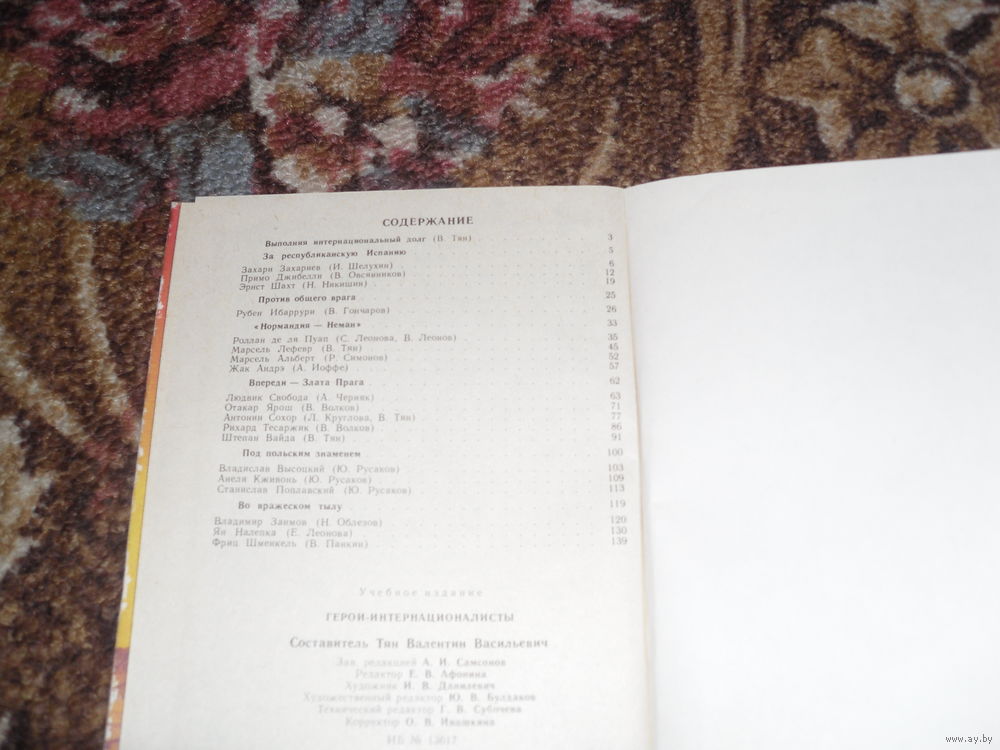 СОДЕРЖАНИЕ
Выполняя интернациональный долг (В. Тян) 3
За республиканскую Испанию 5
Захари Захариев (И. Шелухин) 6
Примо Джибелли (В. Овсянников) 12
Эрнст Шахт (Н. Никишин) 19
Против общего врага 25
Рубен Ибаррури (В. Гончаров) 26
«Нормандия — Неман» 33
Роллан де ля Пуап (С. Леонова, В. Леонов) 35
Марсель Лефевр (В. Тян) 45
Марсель Альберт (Р. Симонов) 52
Жак Андрэ (А. Иоффе) 57
Впереди — Злата Прага 62
Людвик Свобода (А. Черняк) 63
Отакар Ярош (В. Волков) 71
Антонин Сохор (Л. Круглова, В. Тян) 77
Рихард Тесаржик (В. Волков) 86
Штепан Вайда (В. Тян) 91
Под польским знаменем 100
Владислав Высоцкий (Ю. Русаков) 103
Анеля Кживонь (Ю. Русаков) 109
Станислав Поплавский (Ю. Русаков) 113
Во вражеском тылу 119
Владимир Заимов (Н. Облезов) 120
Ян Налепка (Е. Леонова) 130
Фриц Шменкель (В. Панкин) 139
Учебное издание
ГЕРОИ-ИНТЕРНАЦИОНАЛИСТЫ
Составитель Тян Валентин Васильевич
Зав. редакцией А. И. Самсонов
Редактор Е. В. Афонина
Художник И. В. Данилевич
Художественный редактор Ю. В. Булдаков
Технический редактор Г. В. Субочева
Корректор О. В. Ивашкина
ИБ № 13617
www.ay.by